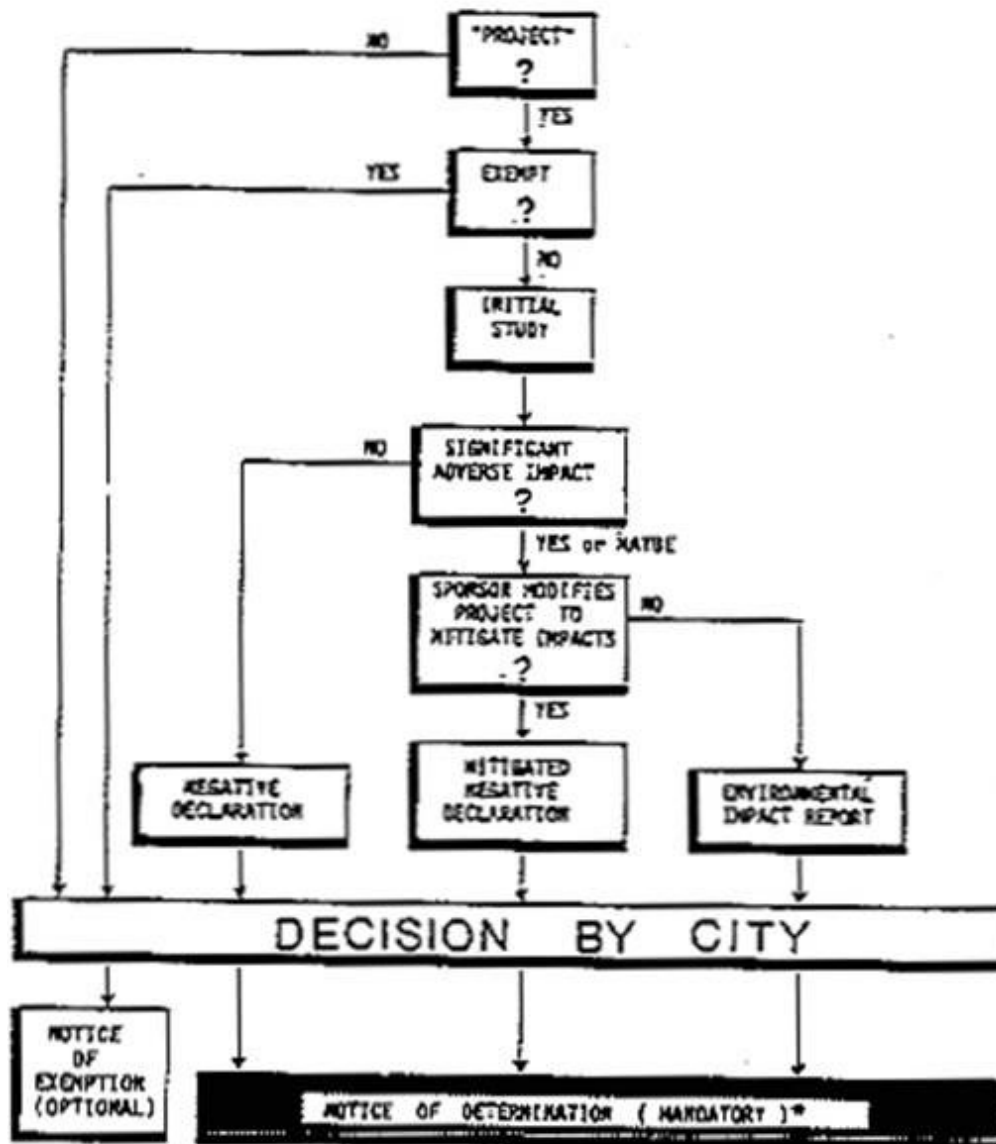 "PROJECT"
?
NO
YES
EXEMPT
?
YES
NO
INITIAL
STUDY
SIGNIFICANT
ADVERSE IMPACT
?
NO
YES or MAYBE
SPONSOR MODIFIES
PROJECT TO
MITIGATE IMPACTS
?
NO
YES
NEGATIVE
DECLARATION
MITIGATED
NEGATIVE
DECLARATION
ENVIRONMENTAL
IMPACT REPORT
DECISION BY CITY
NOTICE
OF
EXEMPTION
(OPTIONAL)
NOTICE OF DETERMINATION ( MANDATORY )*